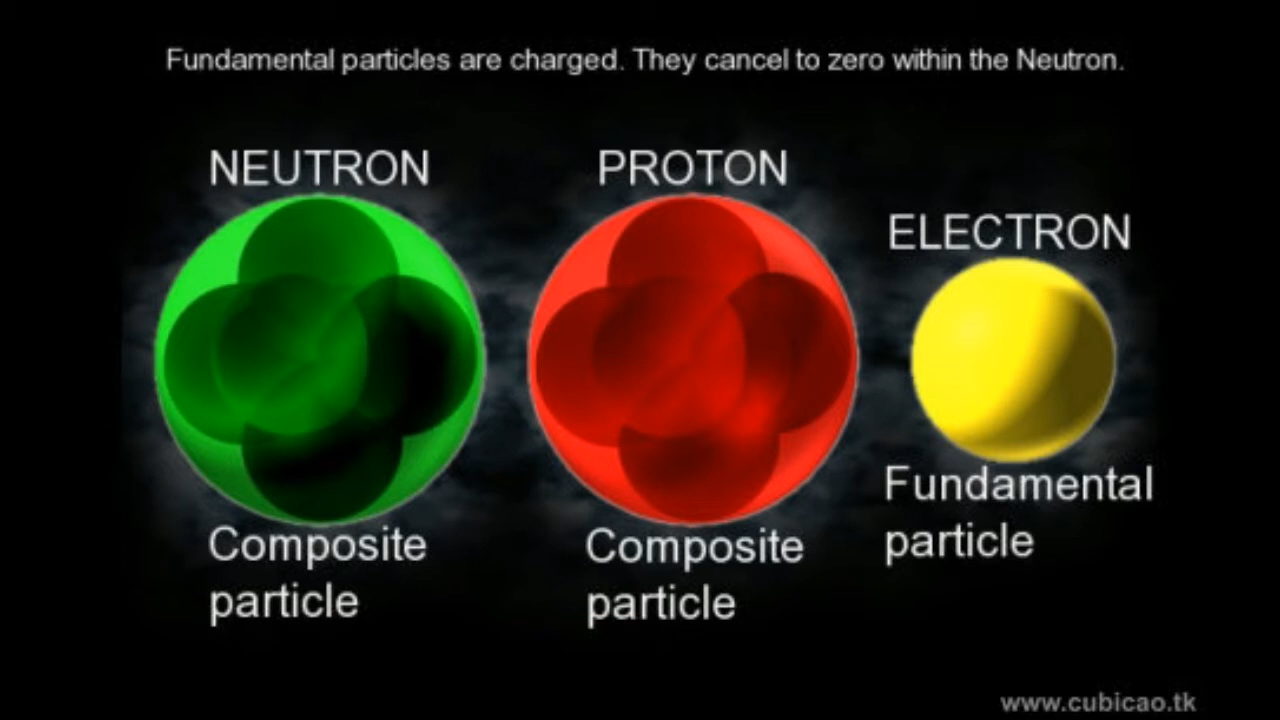 Fundamental particles are charged. They cancel to zero within the Neutron.
NEUTRON
PROTON
ELECTRON
Composite
particle
Composite
particle
Fundamental
particle
www.cubicao.tk